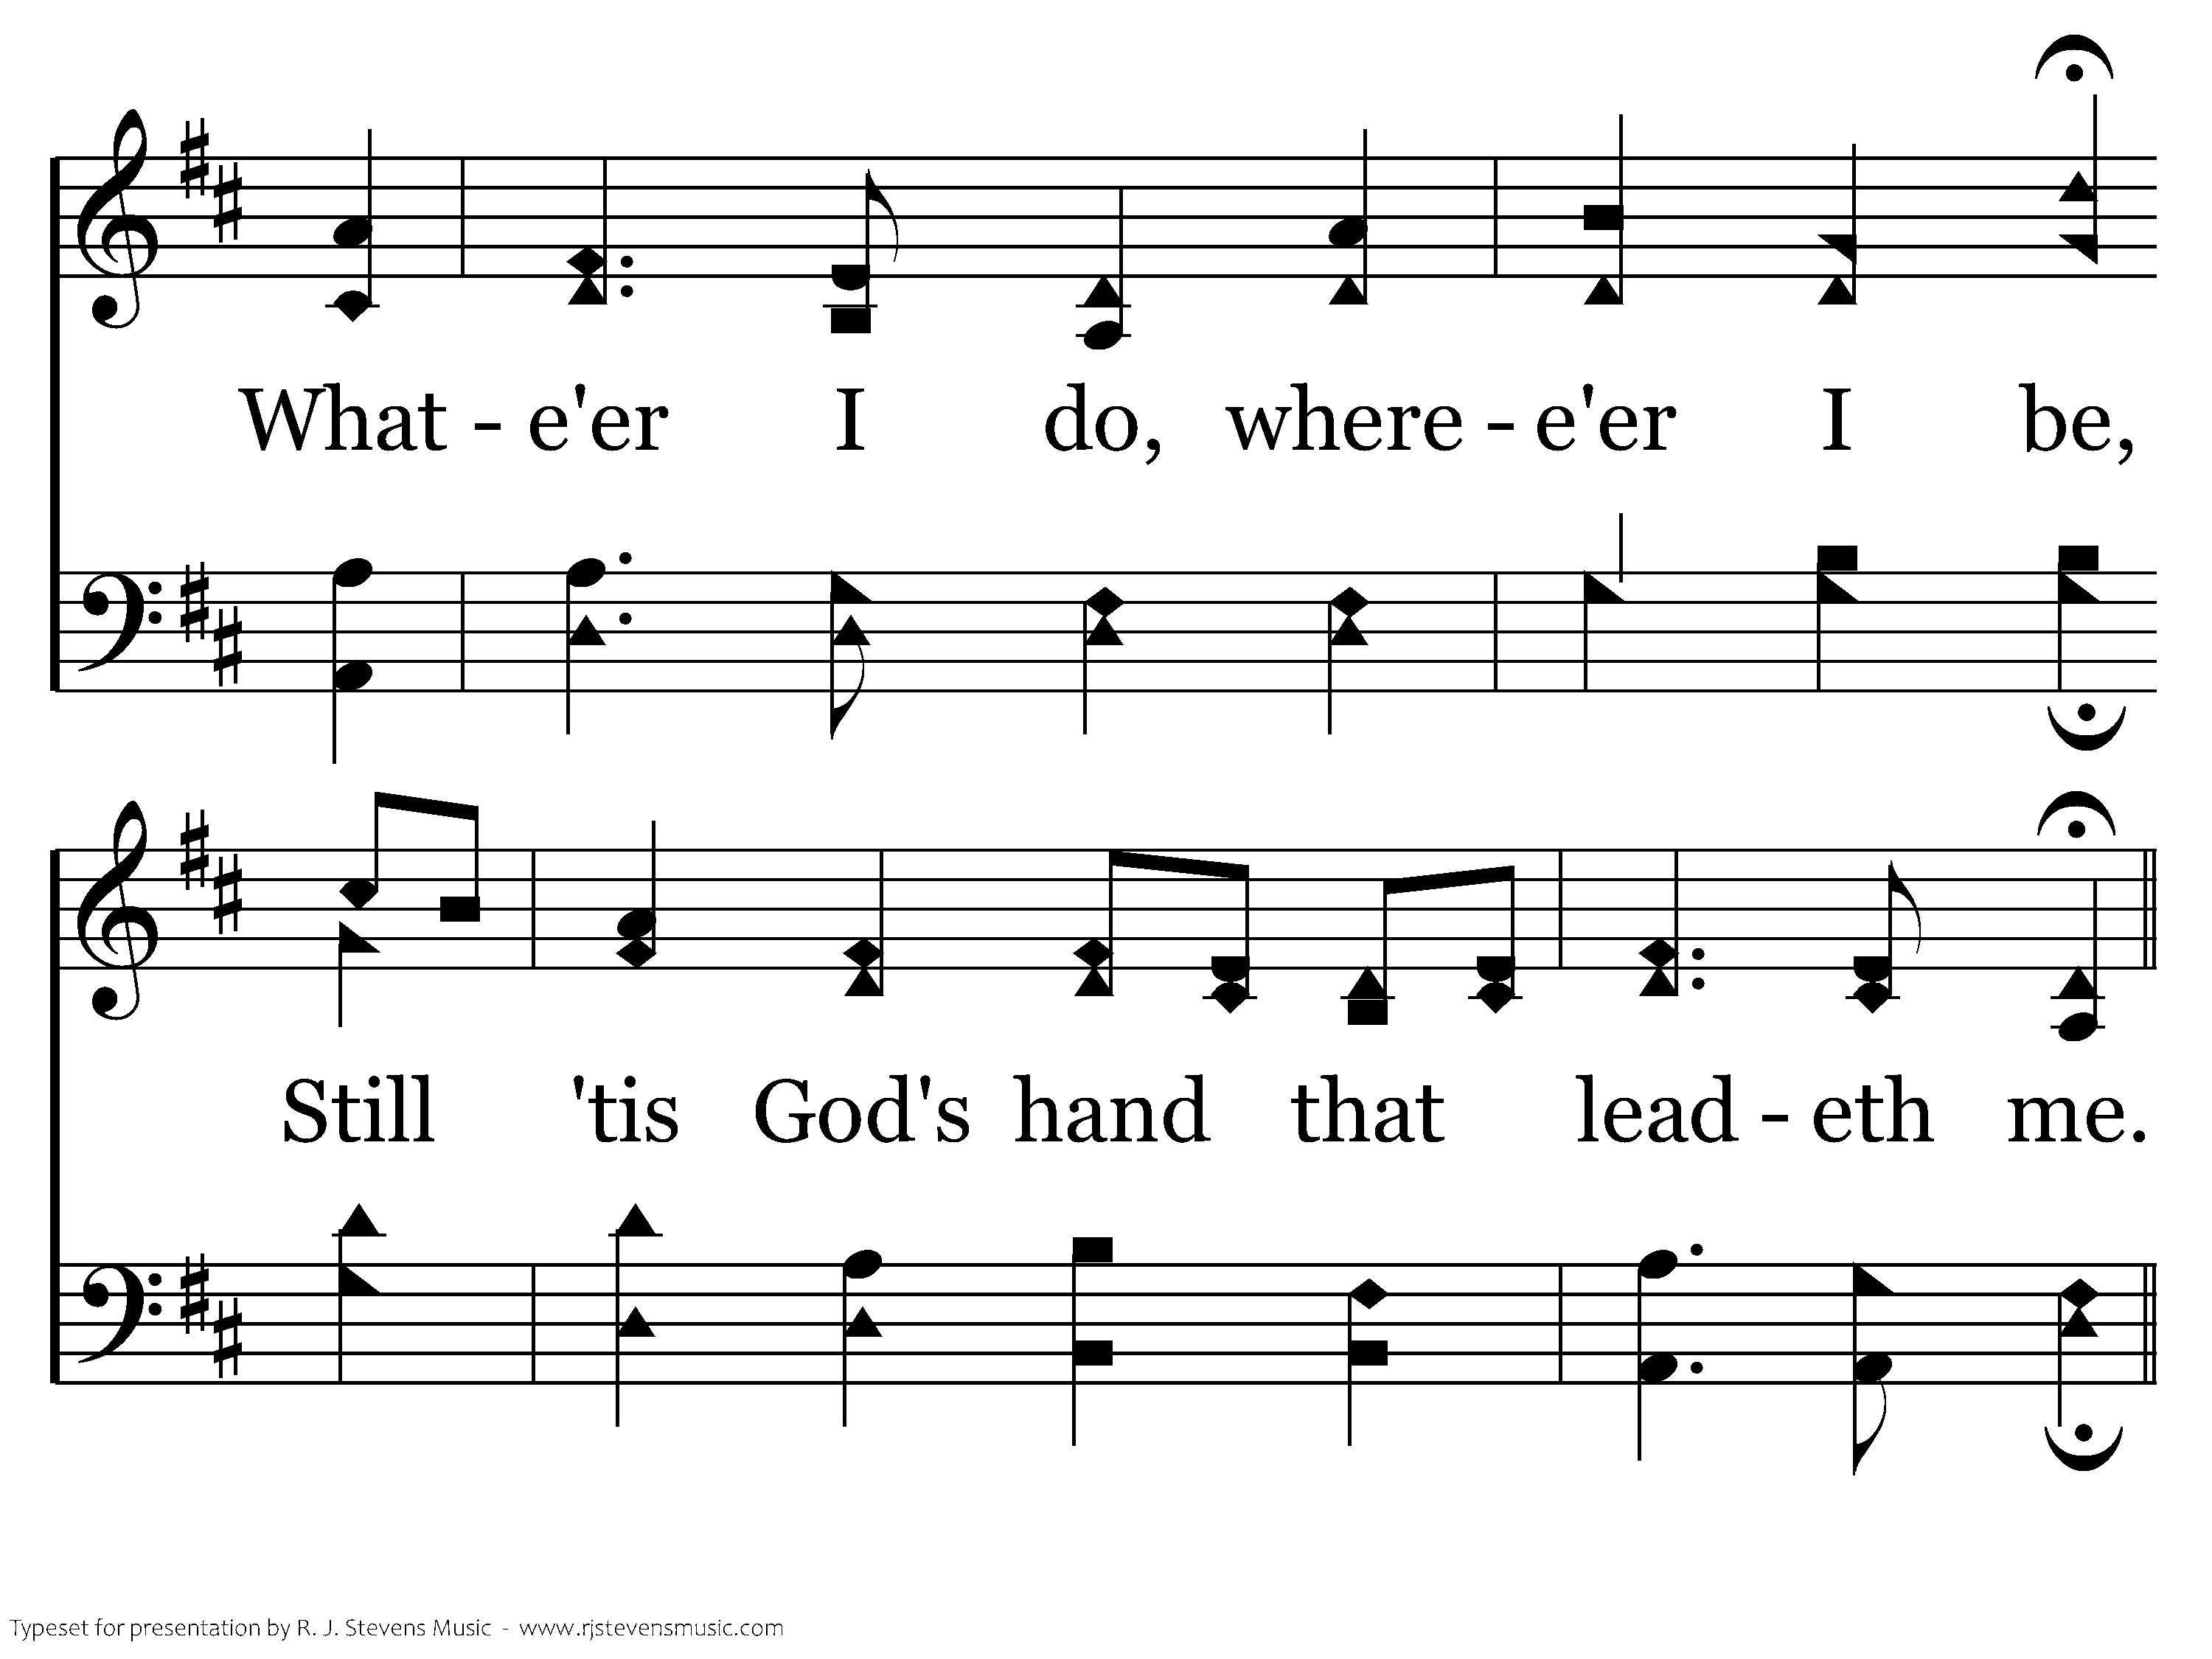 What - e'er I do, where - e'er I be,
Still 'tis God's hand that lead - eth me.
Typeset for presentation by R. J. Stevens Music - www.rjstevensmusic.com